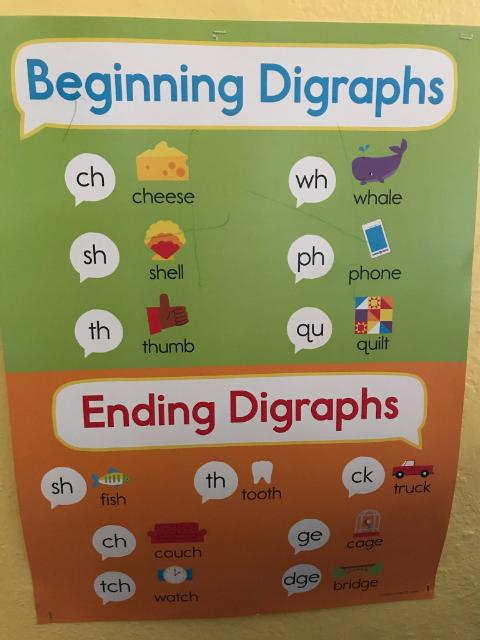 Beginning Digraphs
ch cheese
wh whale
sh shell
ph phone
th thumb
qu quilt
Ending Digraphs
sh fish
th tooth
ck truck
ch couch
ge cage
tch watch
dge bridge